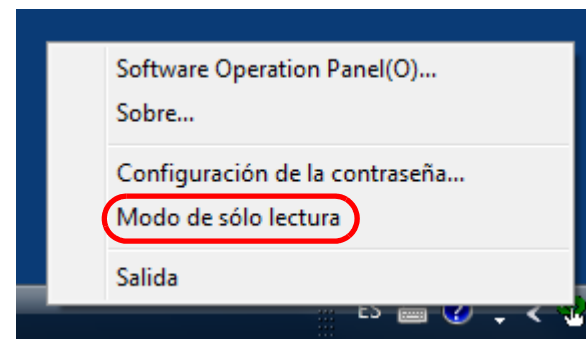 Software Operation Panel(O)...
Sobre...
Configuración de la contraseña...
Modo de sólo lectura
Salida
ES